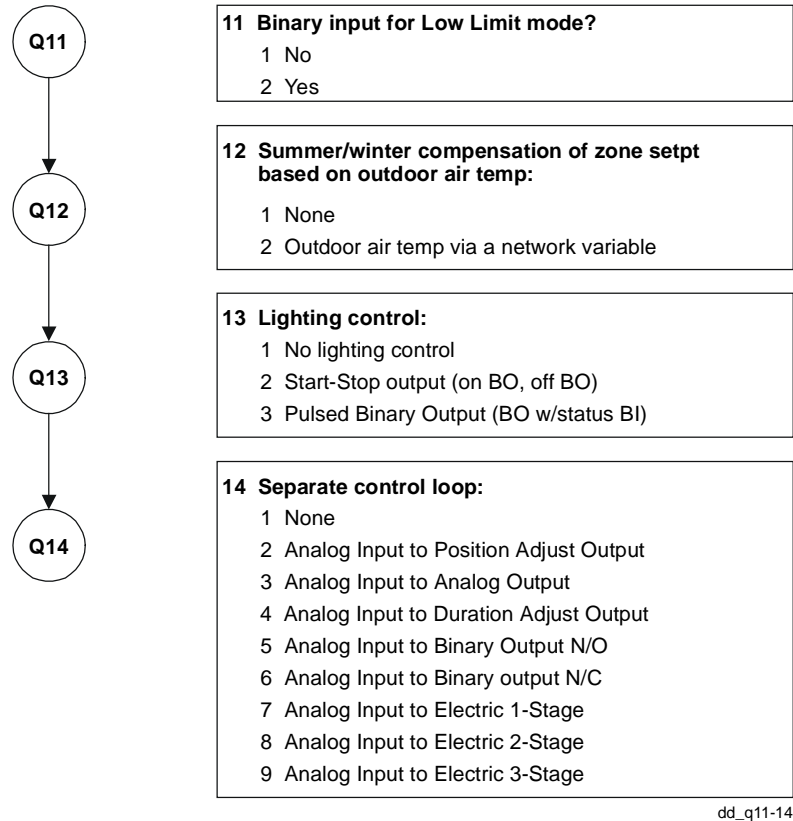 Q11
11 Binary input for Low Limit mode?
1 No
2 Yes
Q12
12 Summer/winter compensation of zone setpt
based on outdoor air temp:
1 None
2 Outdoor air temp via a network variable
Q13
13 Lighting control:
1 No lighting control
2 Start-Stop output (on BO, off BO)
3 Pulsed Binary Output (BO w/status BI)
Q14
14 Separate control loop:
1 None
2 Analog Input to Position Adjust Output
3 Analog Input to Analog Output
4 Analog Input to Duration Adjust Output
5 Analog Input to Binary Output N/O
6 Analog Input to Binary output N/C
7 Analog Input to Electric 1-Stage
8 Analog Input to Electric 2-Stage
9 Analog Input to Electric 3-Stage
dd_q11-14